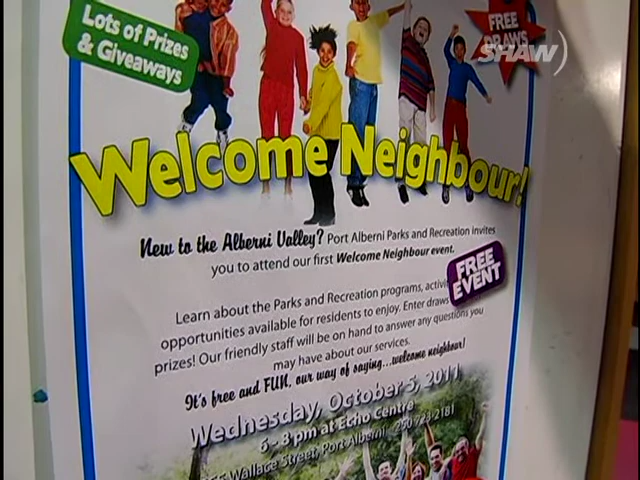 Lots of Prizes
& Giveaways
FREE
DRAWS
SHAW)
Welcome Neighbour!
New to the Alberni Valley? Port Alberni Parks and Recreation invites
you to attend our first Welcome Neighbour event.
FREE
EVENT
Learn about the Parks and Recreation programs,
opportunities available for residents to enjoy. Enter draws
prizes! Our friendly staff will be on hand to answer any questions you
may have about our services.
It's free and FUN, our way of saying...welcome neighbour!
Wednesday, October 5, 2011
6 - 8 pm at Echo Centre
Wallace Street, Port Alberni 250 723-2181